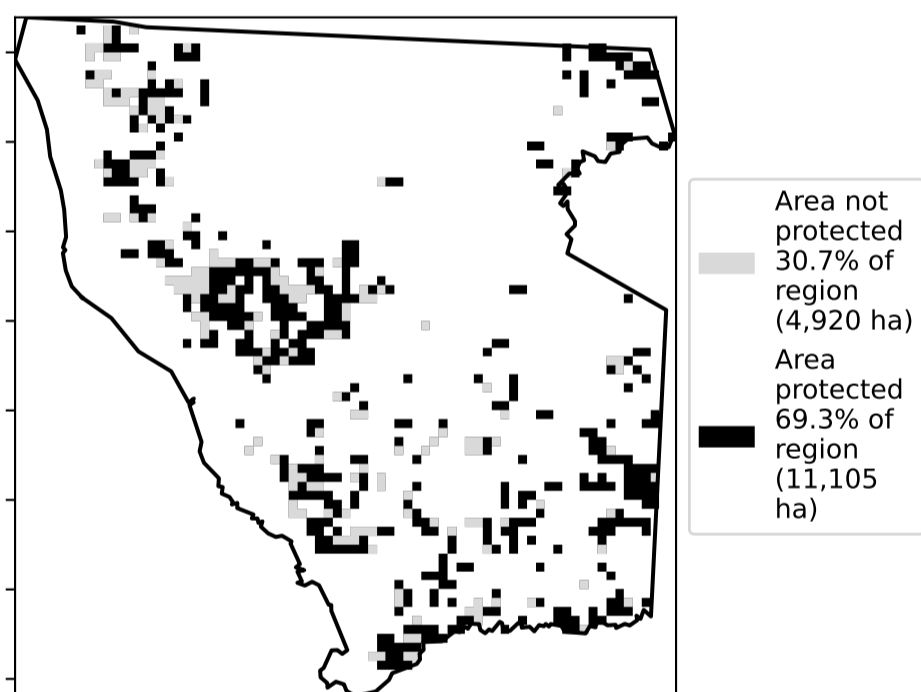 Area not
protected
30.7% of
region
(4,920 ha)
Area
protected
69.3% of
region
(11,105
ha)